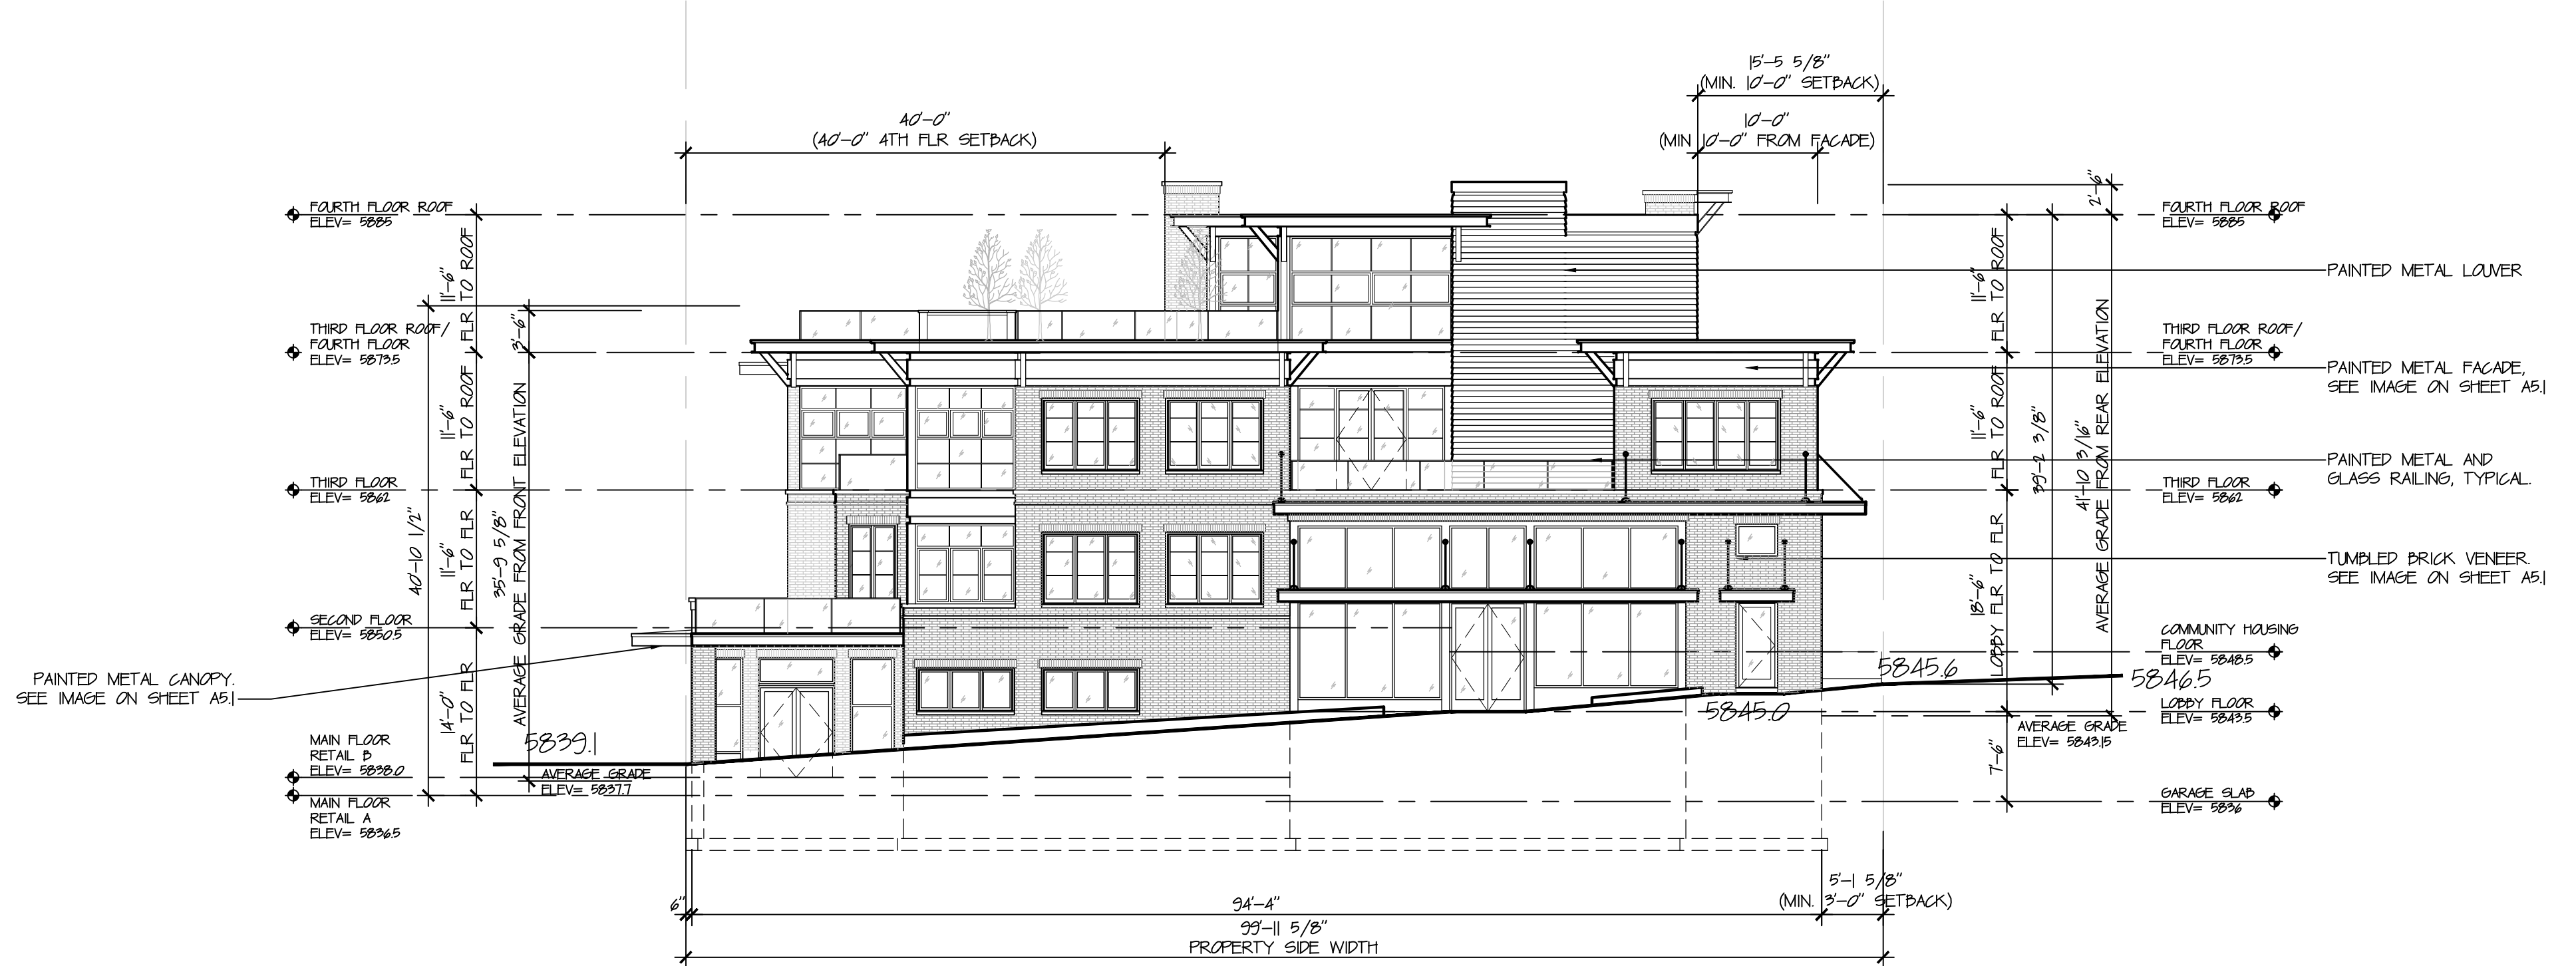 15'-5 5/8"
(MIN. 10'-0" SETBACK)
40'-0"
(40'-0" 4TH FLR SETBACK)
10'-0"
(MIN 10'-0" FROM FACADE)
2'-6"
FOURTH FLOOR ROOF
ELEV= 5885
FOURTH FLOOR ROOF
ELEV= 5885
11'-6"
FLR TO ROOF
11'-6"
FLR TO ROOF
PAINTED METAL LOUVER
THIRD FLOOR ROOF/
FOURTH FLOOR
ELEV= 5873.5
3'-6"
THIRD FLOOR ROOF/
FOURTH FLOOR
ELEV= 5873.5
PAINTED METAL FACADE,
SEE IMAGE ON SHEET A5.1
11'-6"
FLR TO ROOF
11'-6"
FLR TO ROOF
39'-2 3/8"
41'-10 3/16"
AVERAGE GRADE FROM REAR ELEVATION
PAINTED METAL AND
GLASS RAILING, TYPICAL.
THIRD FLOOR
ELEV= 5862
THIRD FLOOR
ELEV= 5862
40'-10 1/2"
11'-6"
FLR TO FLR
35'-9 5/8"
AVERAGE GRADE FROM FRONT ELEVATION
18'-6"
LOBBY FLR TO FLR
TUMBLED BRICK VENEER.
SEE IMAGE ON SHEET A5.1
SECOND FLOOR
ELEV= 5850.5
COMMUNITY HOUSING
FLOOR
ELEV= 5848.5
PAINTED METAL CANOPY.
SEE IMAGE ON SHEET A5.1
14'-0"
FLR TO FLR
5845.6
5846.5
5845.0
LOBBY FLOOR
ELEV= 5843.5
AVERAGE GRADE
ELEV= 5843.15
5839.1
MAIN FLOOR
RETAIL B
ELEV= 5838.0
AVERAGE GRADE
ELEV= 5837.7
7'-6"
MAIN FLOOR
RETAIL A
ELEV= 5836.5
GARAGE SLAB
ELEV= 5836
6"
94'-4"
5'-1 5/8"
(MIN. 3'-0" SETBACK)
99'-11 5/8"
PROPERTY SIDE WIDTH